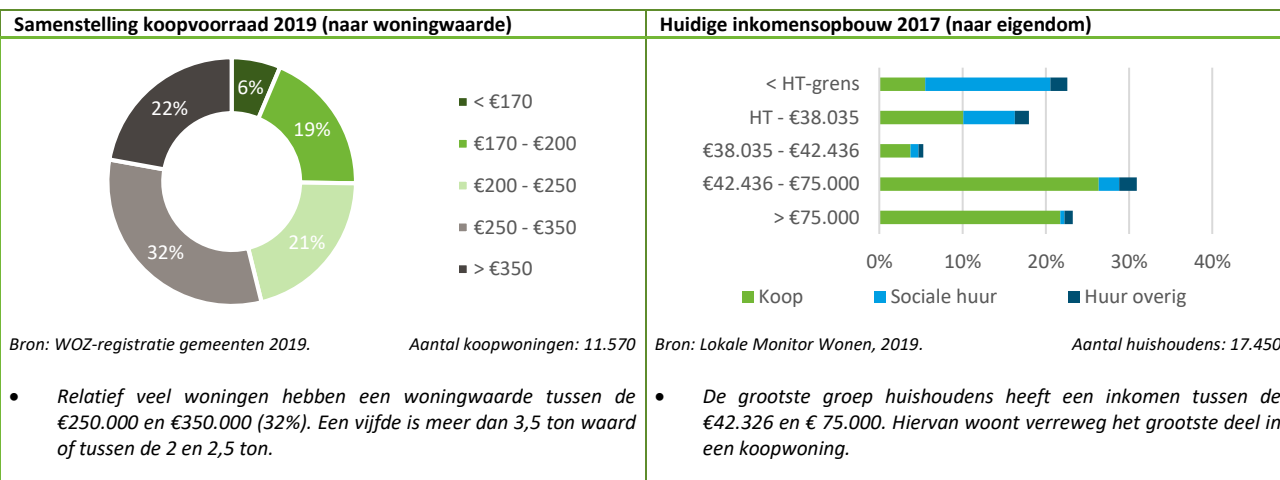 Samenstelling koopvoorraad 2019 (naar woningwaarde)
6%
19%
21%
32%
22%
< €170
€170 - €200
€200 - €250
€250 - €350
> €350
Bron: WOZ-registratie gemeenten 2019. Aantal koopwoningen: 11.570
• Relatief veel woningen hebben een woningwaarde tussen de
€250.000 en €350.000 (32%). Een vijfde is meer dan 3,5 ton waard
of tussen de 2 en 2,5 ton.
Huidige inkomensopbouw 2017 (naar eigendom)
< HT-grens
HT - €38.035
€38.035 - €42.436
€42.436 - €75.000
> €75.000
0% 10% 20% 30% 40%
Koop Sociale huur Huur overig
Bron: Lokale Monitor Wonen, 2019. Aantal huishoudens: 17.450
• De grootste groep huishoudens heeft een inkomen tussen de
€42.326 en € 75.000. Hiervan woont verreweg het grootste deel in
een koopwoning.